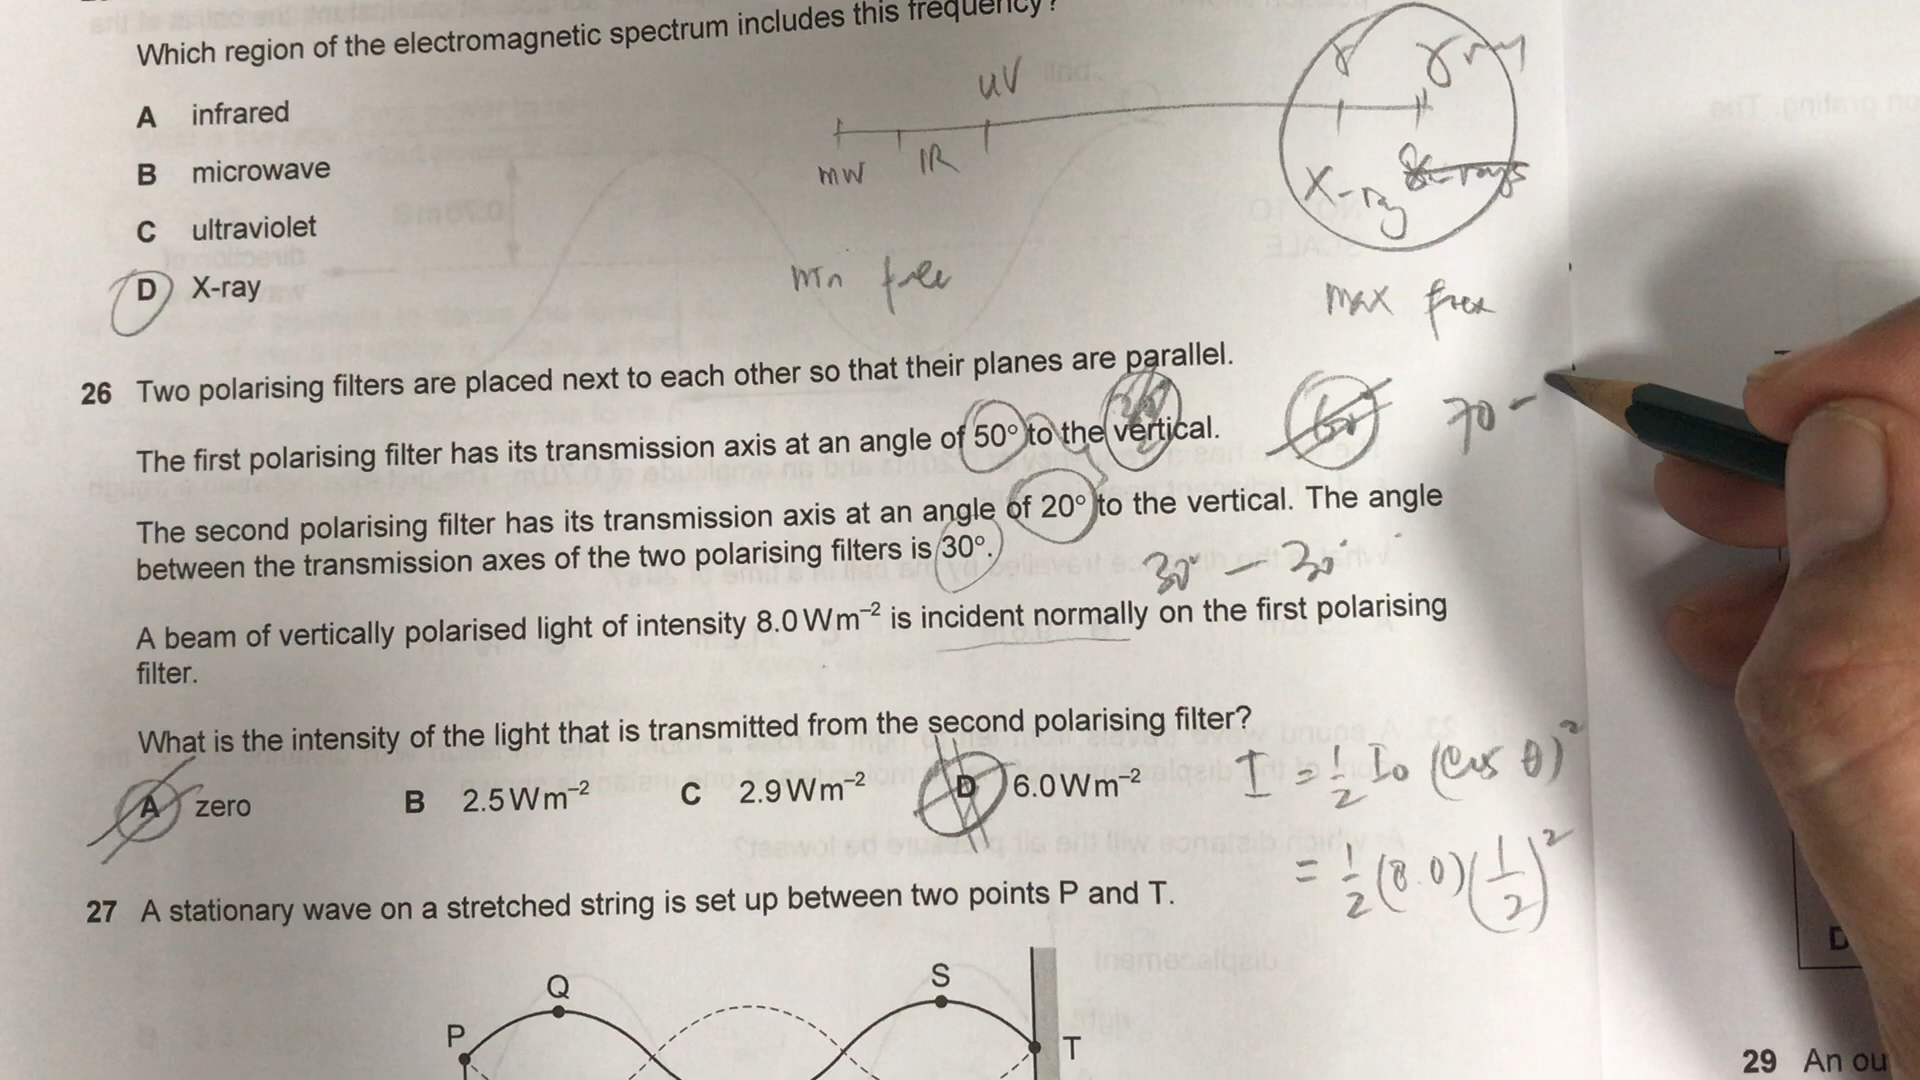 Which region of the electromagnetic spectrum includes this frequency?
A infrared
B microwave
C ultraviolet
D X-ray
UV
MW
IR
γ ray
X-ray
min
max
26 Two polarising filters are placed next to each other so that their planes are parallel.
The first polarising filter has its transmission axis at an angle of 50° to the vertical.
70 –
The second polarising filter has its transmission axis at an angle of 20° to the vertical. The angle
between the transmission axes of the two polarising filters is 30°.
30° – 30°
A beam of vertically polarised light of intensity 8.0 W m⁻² is incident normally on the first polarising
filter.
What is the intensity of the light that is transmitted from the second polarising filter?
A zero B 2.5 W m⁻² C 2.9 W m⁻² D 6.0 W m⁻²
I = 1/2 I₀ (cos θ)²
= 1/2 (8.0)(1/2)²
27 A stationary wave on a stretched string is set up between two points P and T.
Q
S
P
T
D
29 An ou